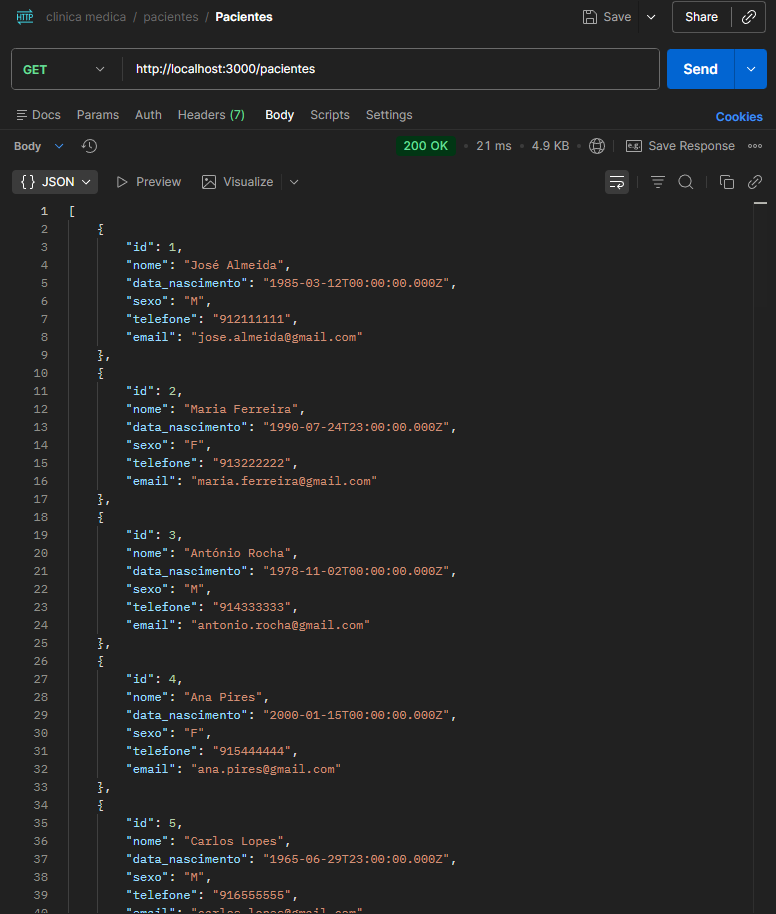 HTTP clinica medica / pacientes / Pacientes Save Share
GET http://localhost:3000/pacientes Send
Docs Params Auth Headers (7) Body Scripts Settings Cookies
Body 200 OK • 21 ms • 4.9 KB • e.g. Save Response
{} JSON Preview Visualize
1 [
2 {
3 "id": 1,
4 "nome": "José Almeida",
5 "data_nascimento": "1985-03-12T00:00:00.000Z",
6 "sexo": "M",
7 "telefone": "912111111",
8 "email": "jose.almeida@gmail.com"
9 },
10 {
11 "id": 2,
12 "nome": "Maria Ferreira",
13 "data_nascimento": "1990-07-24T23:00:00.000Z",
14 "sexo": "F",
15 "telefone": "913222222",
16 "email": "maria.ferreira@gmail.com"
17 },
18 {
19 "id": 3,
20 "nome": "António Rocha",
21 "data_nascimento": "1978-11-02T00:00:00.000Z",
22 "sexo": "M",
23 "telefone": "914333333",
24 "email": "antonio.rocha@gmail.com"
25 },
26 {
27 "id": 4,
28 "nome": "Ana Pires",
29 "data_nascimento": "2000-01-15T00:00:00.000Z",
30 "sexo": "F",
31 "telefone": "915444444",
32 "email": "ana.pires@gmail.com"
33 },
34 {
35 "id": 5,
36 "nome": "Carlos Lopes",
37 "data_nascimento": "1965-06-29T23:00:00.000Z",
38 "sexo": "M",
39 "telefone": "916555555",
40 "email": "carlos.lopes@gmail.com"